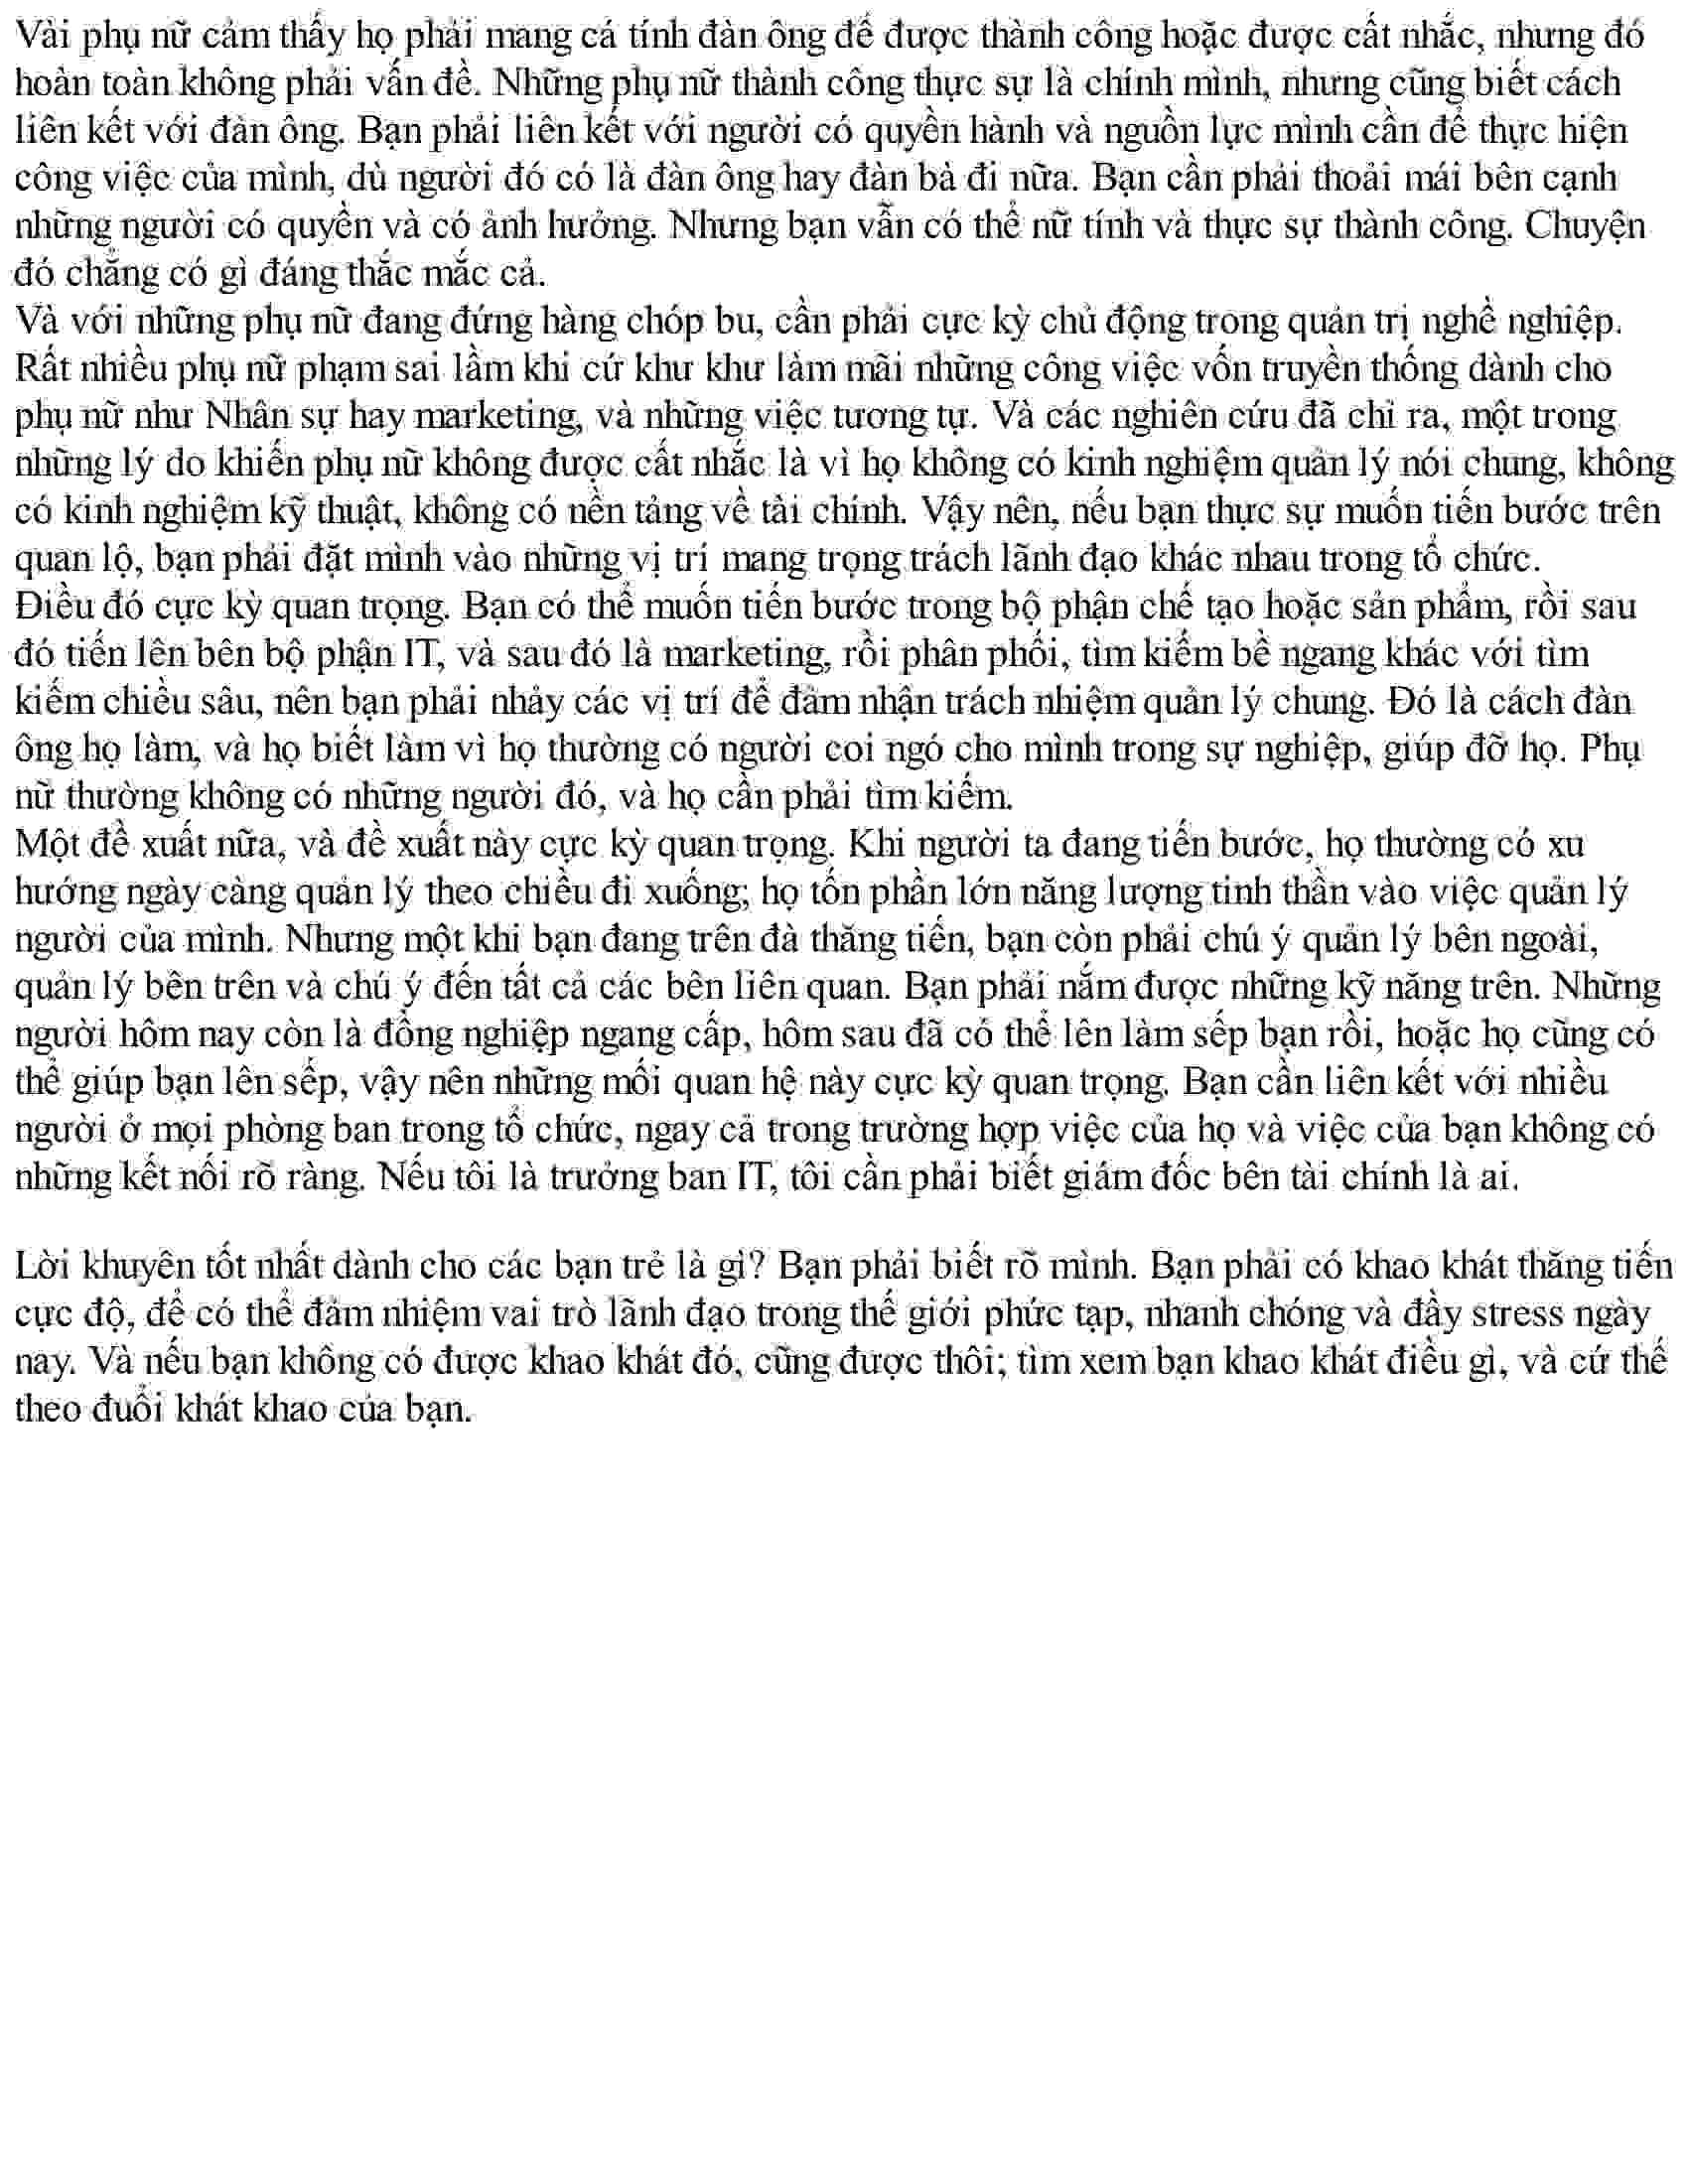 Vài phụ nữ cảm thấy họ phải mang cá tính đàn ông để được thành công hoặc được cất nhắc, nhưng đó
hoàn toàn không phải vấn đề. Những phụ nữ thành công thực sự là chính mình, nhưng cũng biết cách
liên kết với đàn ông. Bạn phải liên kết với người có quyền hành và nguồn lực mình cần để thực hiện
công việc của mình, dù người đó có là đàn ông hay đàn bà đi nữa. Bạn cần phải thoải mái bên cạnh
những người có quyền và có ảnh hưởng. Nhưng bạn vẫn có thể nữ tính và thực sự thành công. Chuyện
đó chẳng có gì đáng thắc mắc cả.
Và với những phụ nữ đang đứng hàng chóp bu, cần phải cực kỳ chủ động trong quản trị nghề nghiệp.
Rất nhiều phụ nữ phạm sai lầm khi cứ khư khư làm mãi những công việc vốn truyền thống dành cho
phụ nữ như Nhân sự hay marketing, và những việc tương tự. Và các nghiên cứu đã chỉ ra, một trong
những lý do khiến phụ nữ không được cất nhắc là vì họ không có kinh nghiệm quản lý nói chung, không
có kinh nghiệm kỹ thuật, không có nền tảng về tài chính. Vậy nên, nếu bạn thực sự muốn tiến bước trên
quan lộ, bạn phải đặt mình vào những vị trí mang trọng trách lãnh đạo khác nhau trong tổ chức.
Điều đó cực kỳ quan trọng. Bạn có thể muốn tiến bước trong bộ phận chế tạo hoặc sản phẩm, rồi sau
đó tiến lên bên bộ phận IT, và sau đó là marketing, rồi phân phối, tìm kiếm bề ngang khác với tìm
kiếm chiều sâu, nên bạn phải nhảy các vị trí để đảm nhận trách nhiệm quản lý chung. Đó là cách đàn
ông họ làm, và họ biết làm vì họ thường có người coi ngó cho mình trong sự nghiệp, giúp đỡ họ. Phụ
nữ thường không có những người đó, và họ cần phải tìm kiếm.
Một đề xuất nữa, và đề xuất này cực kỳ quan trọng. Khi người ta đang tiến bước, họ thường có xu
hướng ngày càng quản lý theo chiều đi xuống; họ tốn phần lớn năng lượng tinh thần vào việc quản lý
người của mình. Nhưng một khi bạn đang trên đà thăng tiến, bạn còn phải chú ý quản lý bên ngoài,
quản lý bên trên và chú ý đến tất cả các bên liên quan. Bạn phải nắm được những kỹ năng trên. Những
người hôm nay còn là đồng nghiệp ngang cấp, hôm sau đã có thể lên làm sếp bạn rồi, hoặc họ cũng có
thể giúp bạn lên sếp, vậy nên những mối quan hệ này cực kỳ quan trọng. Bạn cần liên kết với nhiều
người ở mọi phòng ban trong tổ chức, ngay cả trong trường hợp việc của họ và việc của bạn không có
những kết nối rõ ràng. Nếu tôi là trưởng ban IT, tôi cần phải biết giám đốc bên tài chính là ai.
Lời khuyên tốt nhất dành cho các bạn trẻ là gì? Bạn phải biết rõ mình. Bạn phải có khao khát thăng tiến
cực độ, để có thể đảm nhiệm vai trò lãnh đạo trong thế giới phức tạp, nhanh chóng và đầy stress ngày
nay. Và nếu bạn không có được khao khát đó, cũng được thôi; tìm xem bạn khao khát điều gì, và cứ thế
theo đuổi khát khao của bạn.